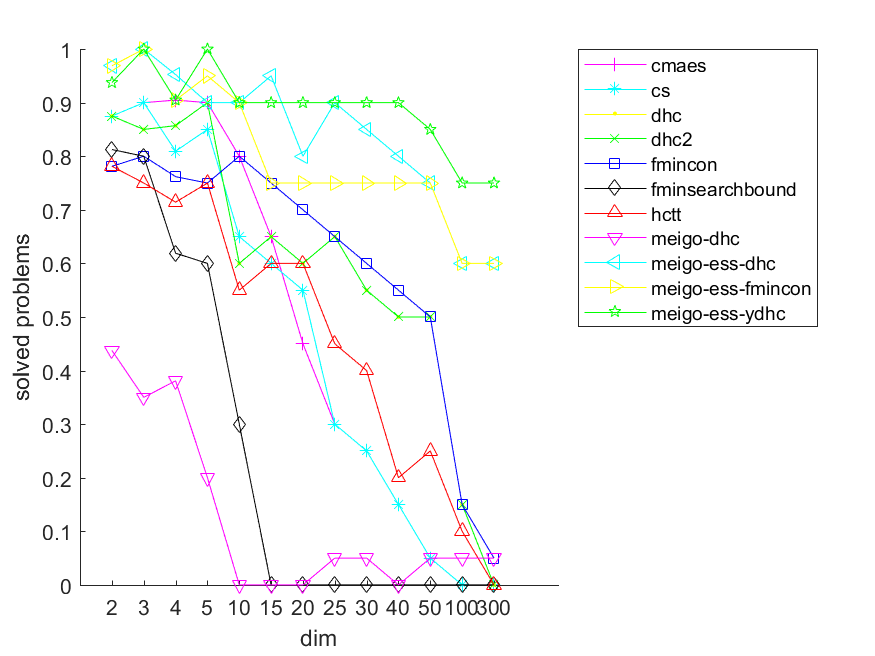 1
0.9
0.8
0.7
0.6
0.5
0.4
0.3
0.2
0.1
0
solved problems
2 3 4 5 10 15 20 25 30 40 50 100 300
dim
cmaes
cs
dhc
dhc2
fmincon
fminsearchbound
hctt
meigo-dhc
meigo-ess-dhc
meigo-ess-fmincon
meigo-ess-ydhc